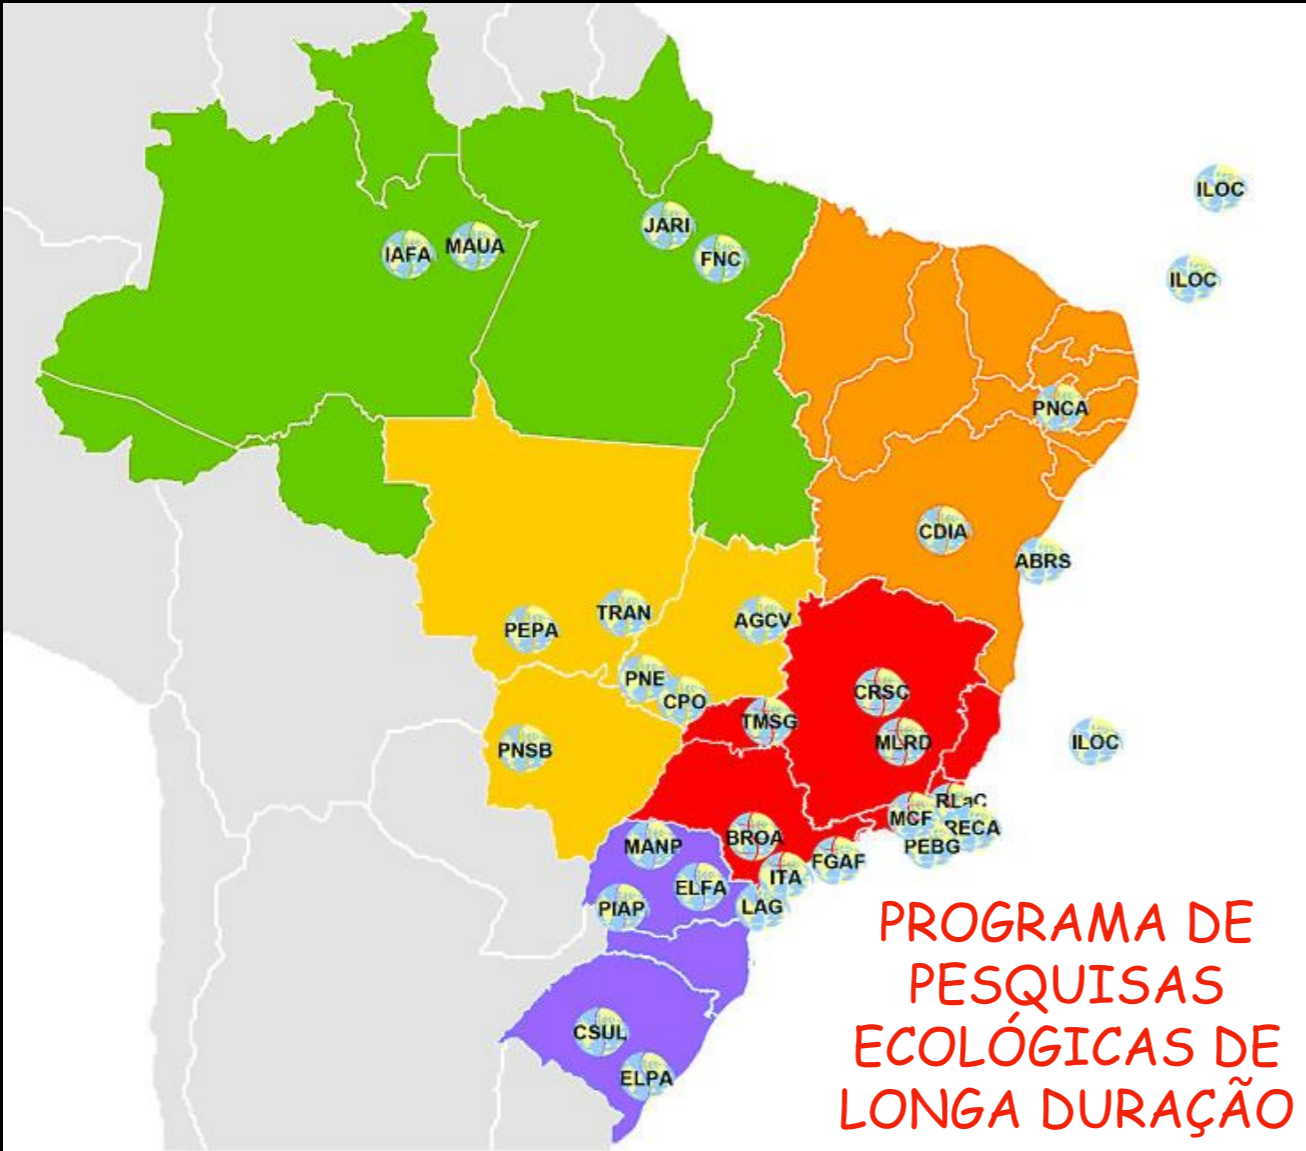 ILOC
JARI
IAFA
MAUA
FNC
ILOC
PNCA
CDIA
ABRS
TRAN
PEPA
AGCV
PNE
CPO
CRSC
TMSG
MLRD
ILOC
PNSB
RLaC
MCF
RECA
BROA
MANP
PEBG
FGAF
ITA
ELFA
PIAP
LAG
PROGRAMA DE
PESQUISAS
ECOLÓGICAS DE
LONGA DURAÇÃO
CSUL
ELPA